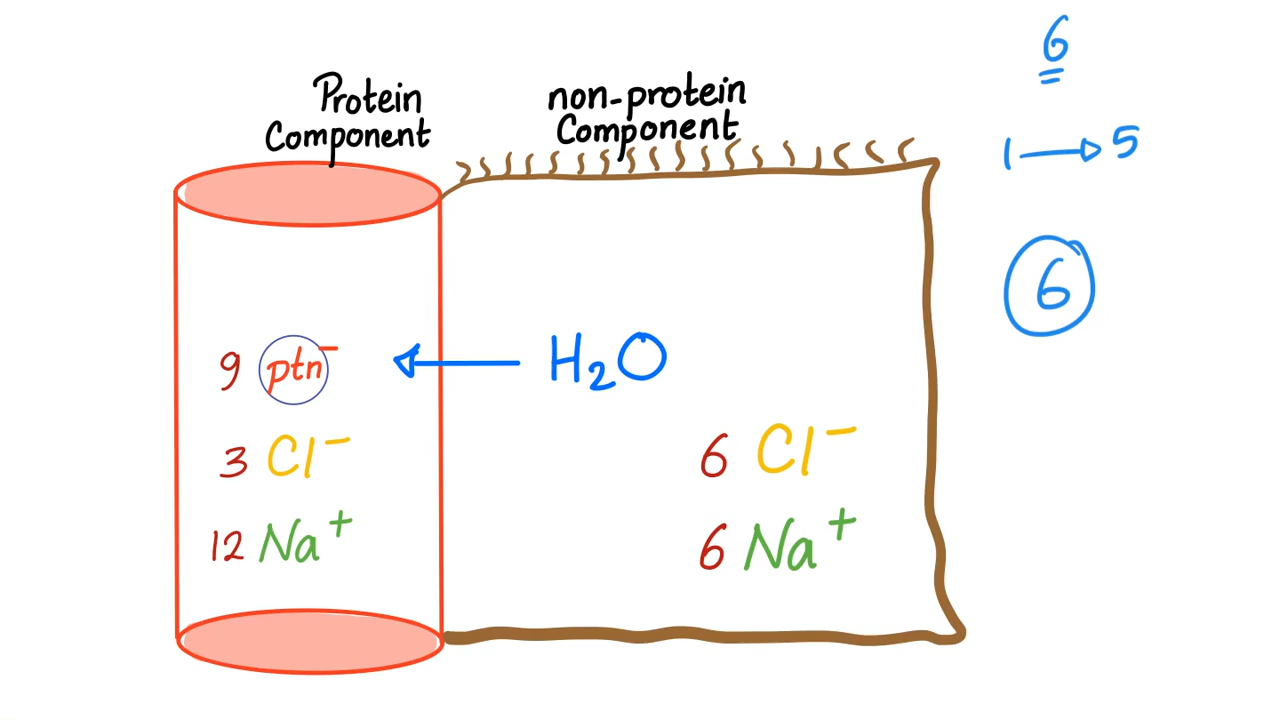 Protein
Component
non-protein
Component
9 ptn⁻
3 Cl⁻
12 Na⁺
H₂O
6 Cl⁻
6 Na⁺
6
1 → 5
6